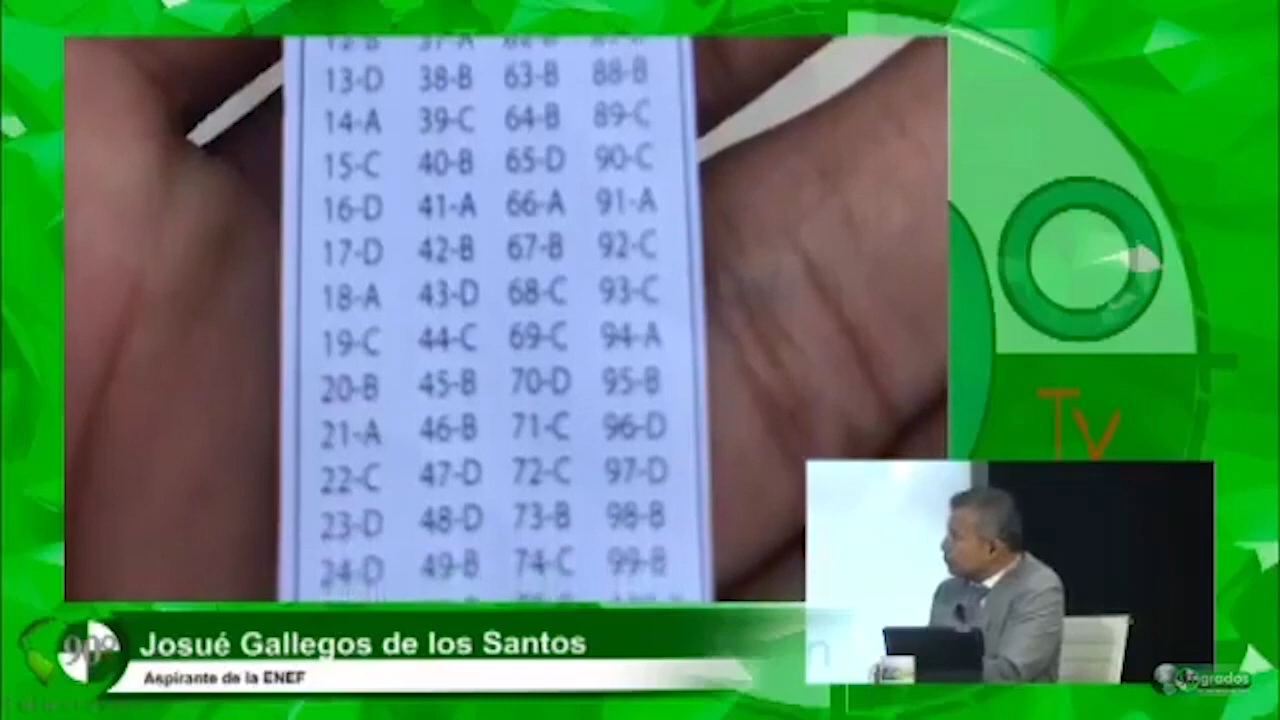 13-D 38-B 63-B 88-B
14-A 39-C 64-B 89-C
15-C 40-B 65-D 90-C
16-D 41-A 66-A 91-A
17-D 42-B 67-B 92-C
18-A 43-D 68-C 93-C
19-C 44-C 69-C 94-A
20-B 45-B 70-D 95-B
21-A 46-B 71-C 96-D
22-C 47-D 72-C 97-D
23-D 48-D 73-B 98-B
24-D 49-B 74-C 99-B
Tv
90°
Josué Gallegos de los Santos
Aspirante de la ENEF